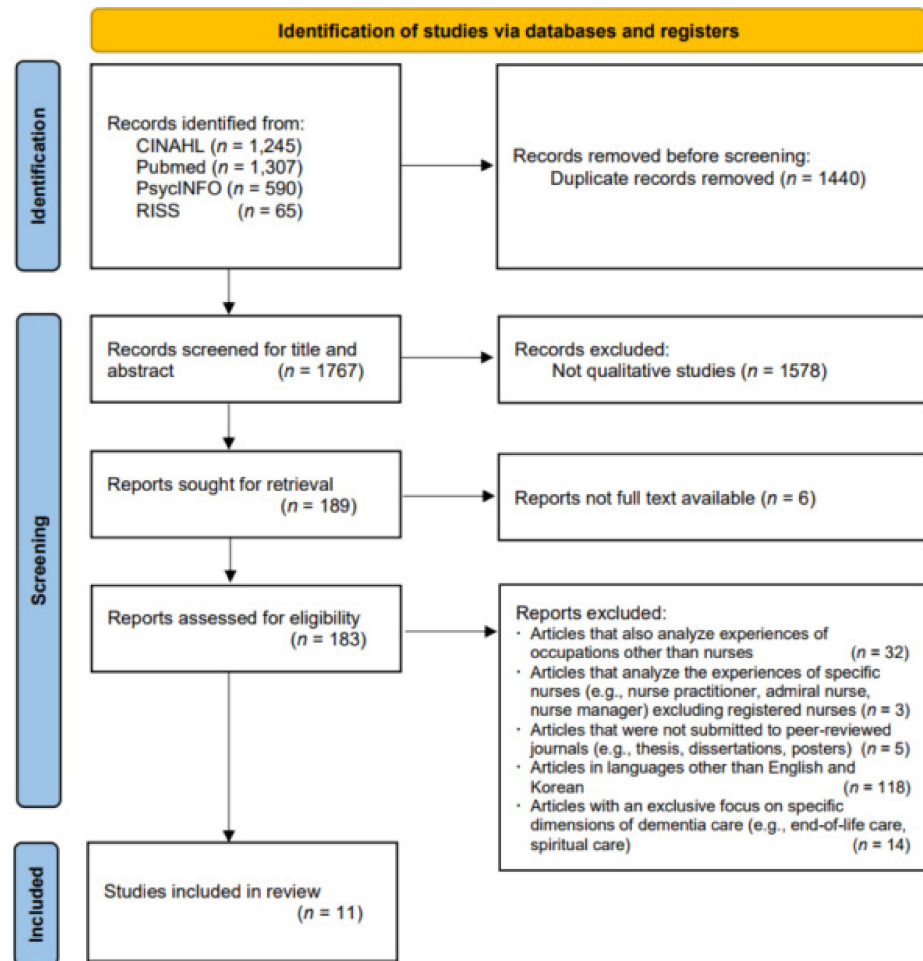 Identification of studies via databases and registers
Identification
Records identified from:
CINAHL (n = 1,245)
Pubmed (n = 1,307)
PsycINFO (n = 590)
RISS (n = 65)
Records removed before screening:
Duplicate records removed (n = 1440)
Screening
Records screened for title and
abstract (n = 1767)
Records excluded:
Not qualitative studies (n = 1578)
Reports sought for retrieval
(n = 189)
Reports not full text available (n = 6)
Reports assessed for eligibility
(n = 183)
Reports excluded:
· Articles that also analyze experiences of
occupations other than nurses (n = 32)
· Articles that analyze the experiences of specific
nurses (e.g., nurse practitioner, admiral nurse,
nurse manager) excluding registered nurses (n = 3)
· Articles that were not submitted to peer-reviewed
journals (e.g., thesis, dissertations, posters) (n = 5)
· Articles in languages other than English and
Korean (n = 118)
· Articles with an exclusive focus on specific
dimensions of dementia care (e.g., end-of-life care,
spiritual care) (n = 14)
Included
Studies included in review
(n = 11)